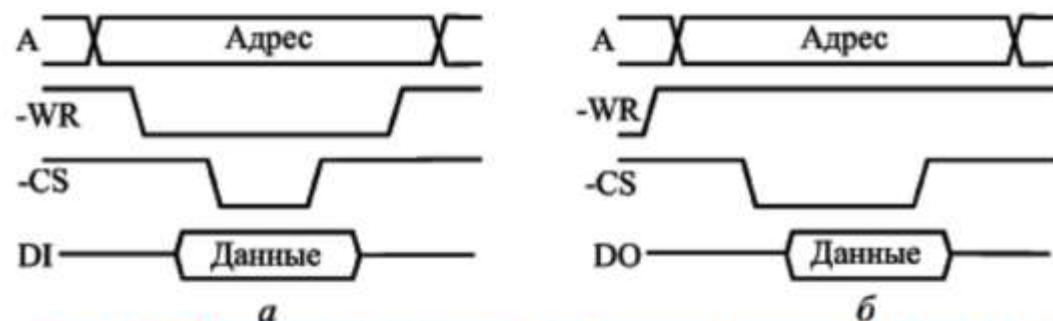 A Адрес
-WR
-CS
DI Данные
а
A Адрес
-WR
-CS
DO Данные
б